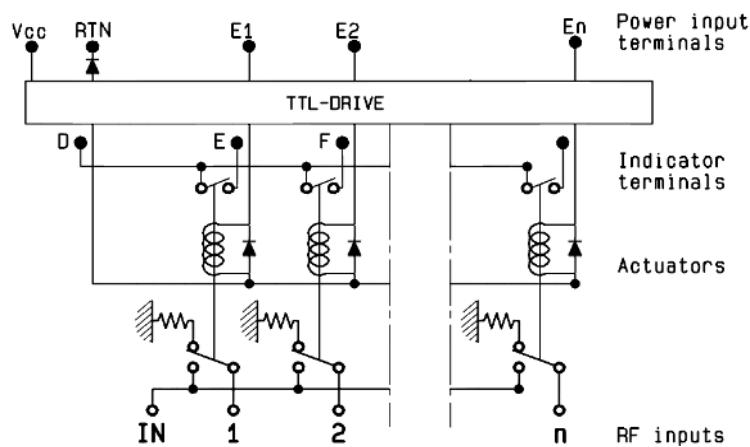 Vcc RTN E1 E2 En Power input
terminals
TTL-DRIVE
D E F Indicator
terminals
Actuators
IN 1 2 n RF inputs